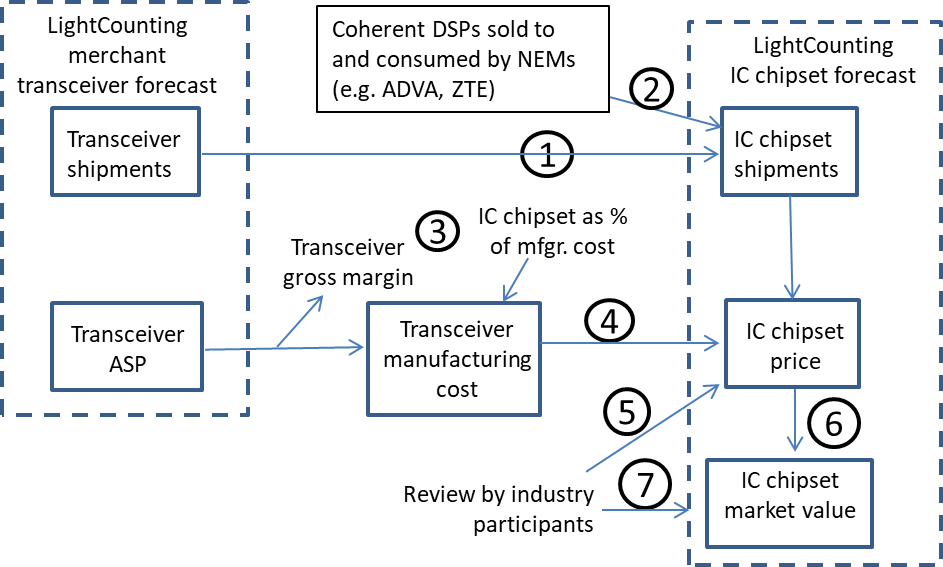 LightCounting
merchant
transceiver forecast
Transceiver
shipments
Transceiver
ASP
Coherent DSPs sold to
and consumed by NEMs
(e.g. ADVA, ZTE)
2
1
3
IC chipset as %
of mfgr. cost
Transceiver
gross margin
Transceiver
manufacturing
cost
4
5
Review by industry
participants
7
LightCounting
IC chipset forecast
IC chipset
shipments
IC chipset
price
6
IC chipset
market value